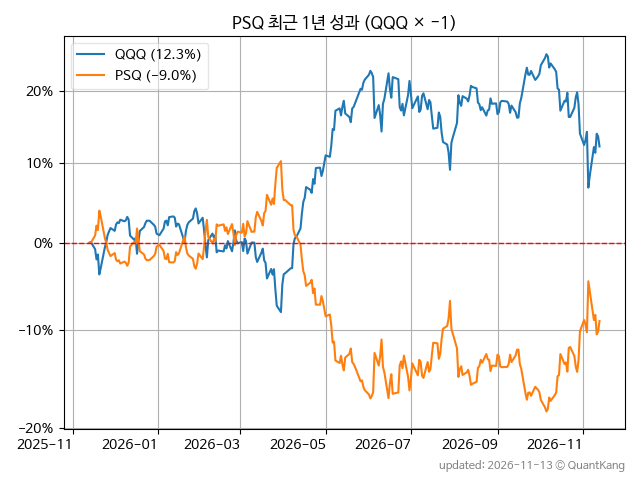 PSQ 최근 1년 성과 (QQQ × −1)
QQQ (12.3%)
PSQ (−9.0%)
20%
10%
0%
−10%
−20%
2025−11 2026−01 2026−03 2026−05 2026−07 2026−09 2026−11
updated: 2026−11−13 © QuantKang